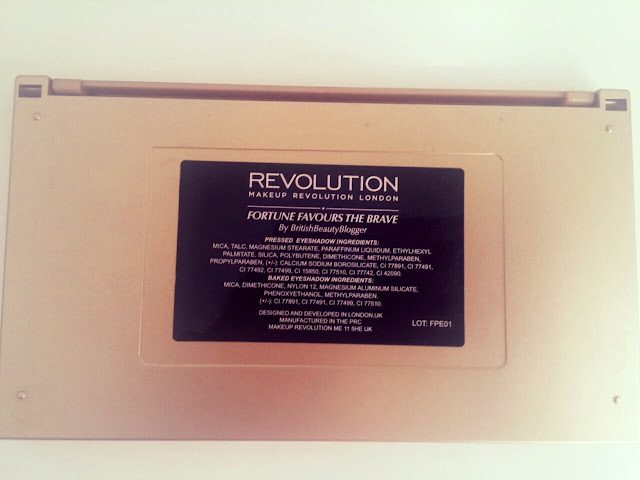 REVOLUTION
MAKEUP REVOLUTION LONDON
FORTUNE FAVOURS THE BRAVE
By BritishBeautyBlogger
PRESSED EYESHADOW INGREDIENTS:
MICA, TALC, MAGNESIUM STEARATE, PARAFFINUM LIQUIDUM, ETHYLHEXYL
PALMITATE, SILICA, POLYBUTENE, DIMETHICONE, METHYLPARABEN,
PROPYLPARABEN, (+/-): CALCIUM SODIUM BOROSILICATE, CI 77891, CI 77491,
CI 77492, CI 77499, CI 15850, CI 77510, CI 77742, CI 42090.
BAKED EYESHADOW INGREDIENTS:
MICA, DIMETHICONE, NYLON 12, MAGNESIUM ALUMINUM SILICATE,
PHENOXYETHANOL, METHYLPARABEN.
(+/-): CI 77891, CI 77491, CI 77499, CI 77510.
DESIGNED AND DEVELOPED IN LONDON.UK
MANUFACTURED IN THE PRC
MAKEUP REVOLUTION ME 11 5HE UK
LOT: FPE01